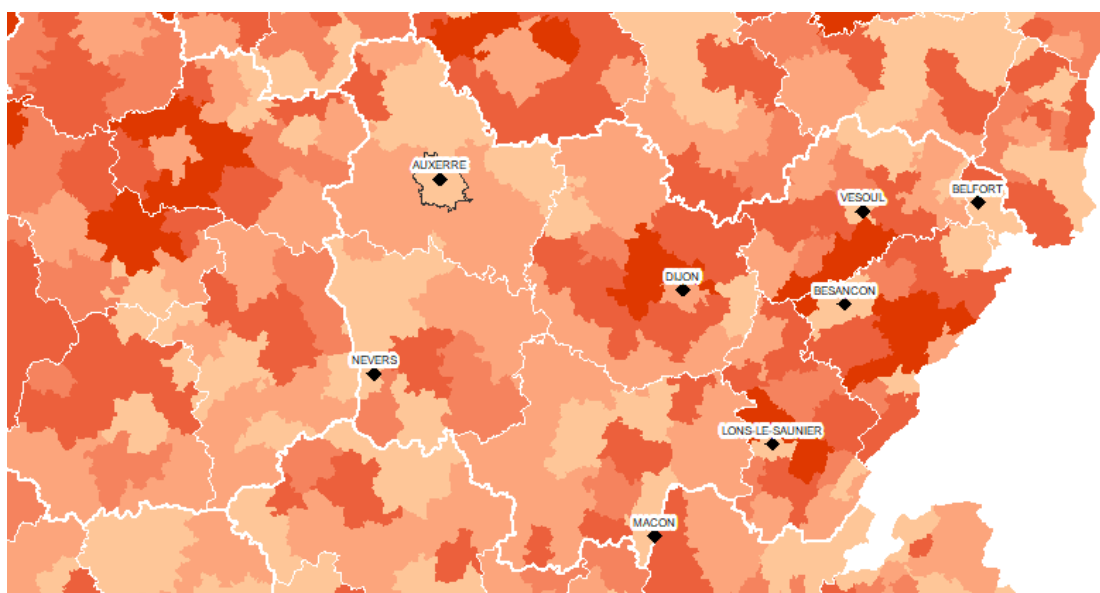 AUXERRE
BELFORT
VESOUL
DIJON
BESANCON
NEVERS
LONS-LE-SAUNIER
MACON